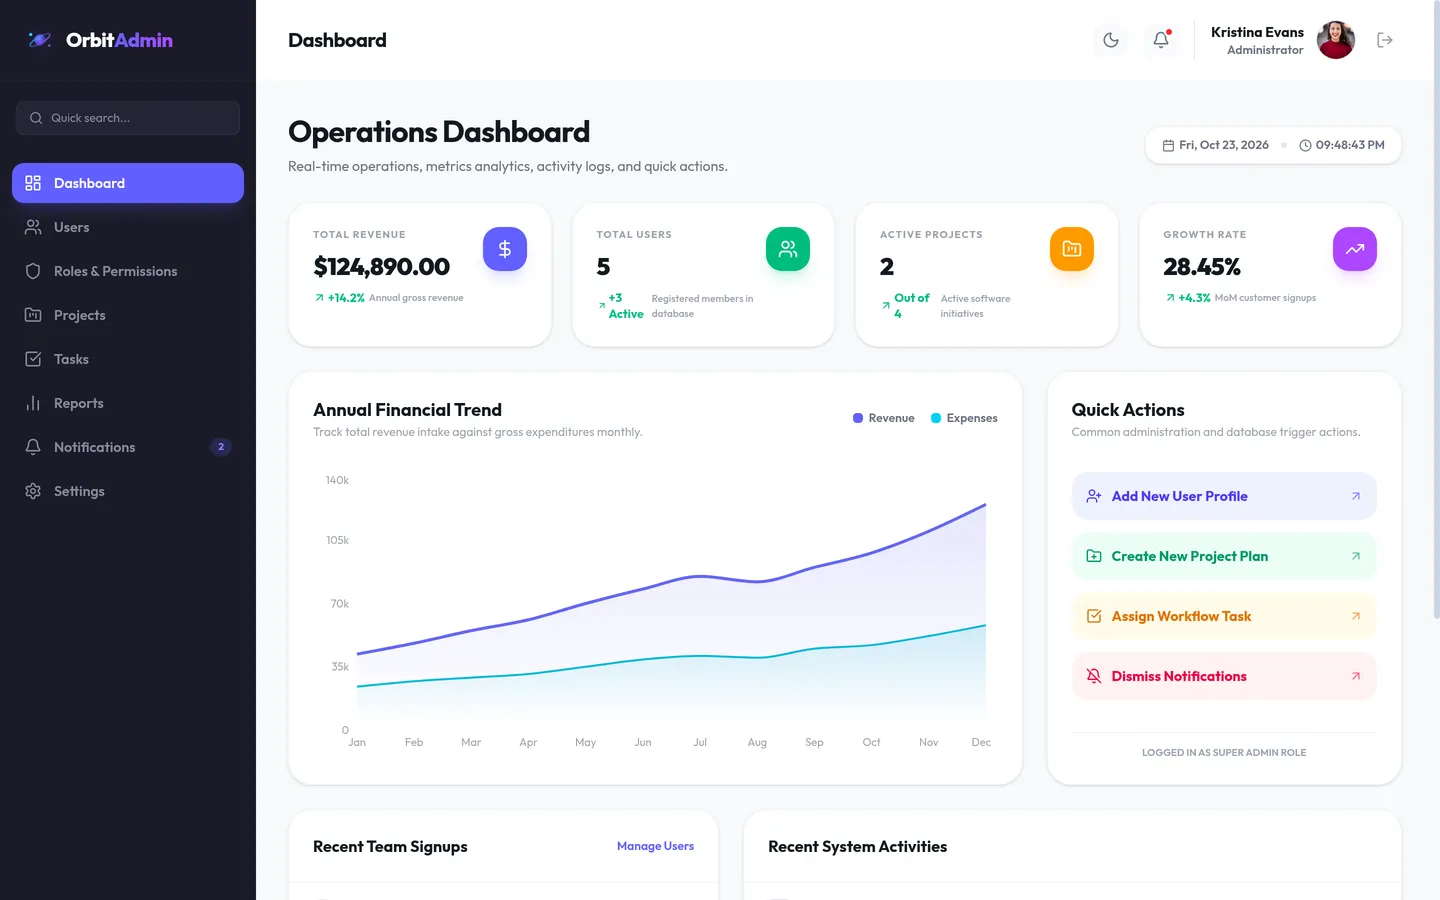 OrbitAdmin
Quick search...
Dashboard
Users
Roles & Permissions
Projects
Tasks
Reports
Notifications 2
Settings
Dashboard
Kristina Evans
Administrator
Operations Dashboard
Real-time operations, metrics analytics, activity logs, and quick actions.
Fri, Oct 23, 2026 09:48:43 PM
TOTAL REVENUE
$124,890.00
+14.2% Annual gross revenue
TOTAL USERS
5
+3 Active
Registered members in database
ACTIVE PROJECTS
2
Out of 4
Active software initiatives
GROWTH RATE
28.45%
+4.3% MoM customer signups
Annual Financial Trend
Track total revenue intake against gross expenditures monthly.
Revenue Expenses
140k
105k
70k
35k
0
Jan Feb Mar Apr May Jun Jul Aug Sep Oct Nov Dec
Quick Actions
Common administration and database trigger actions.
Add New User Profile
Create New Project Plan
Assign Workflow Task
Dismiss Notifications
LOGGED IN AS SUPER ADMIN ROLE
Recent Team Signups
Manage Users
Recent System Activities